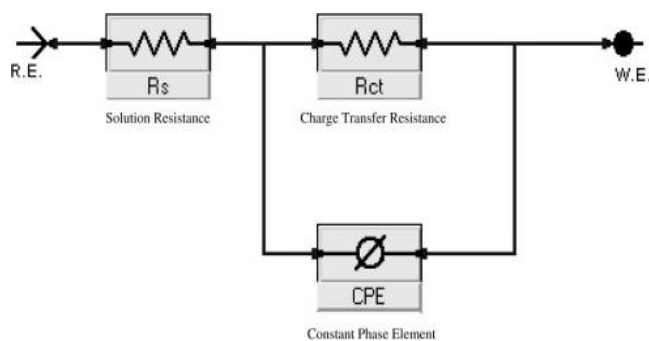 R.E.
Rs
Rct
W.E.
Solution Resistance
Charge Transfer Resistance
CPE
Constant Phase Element